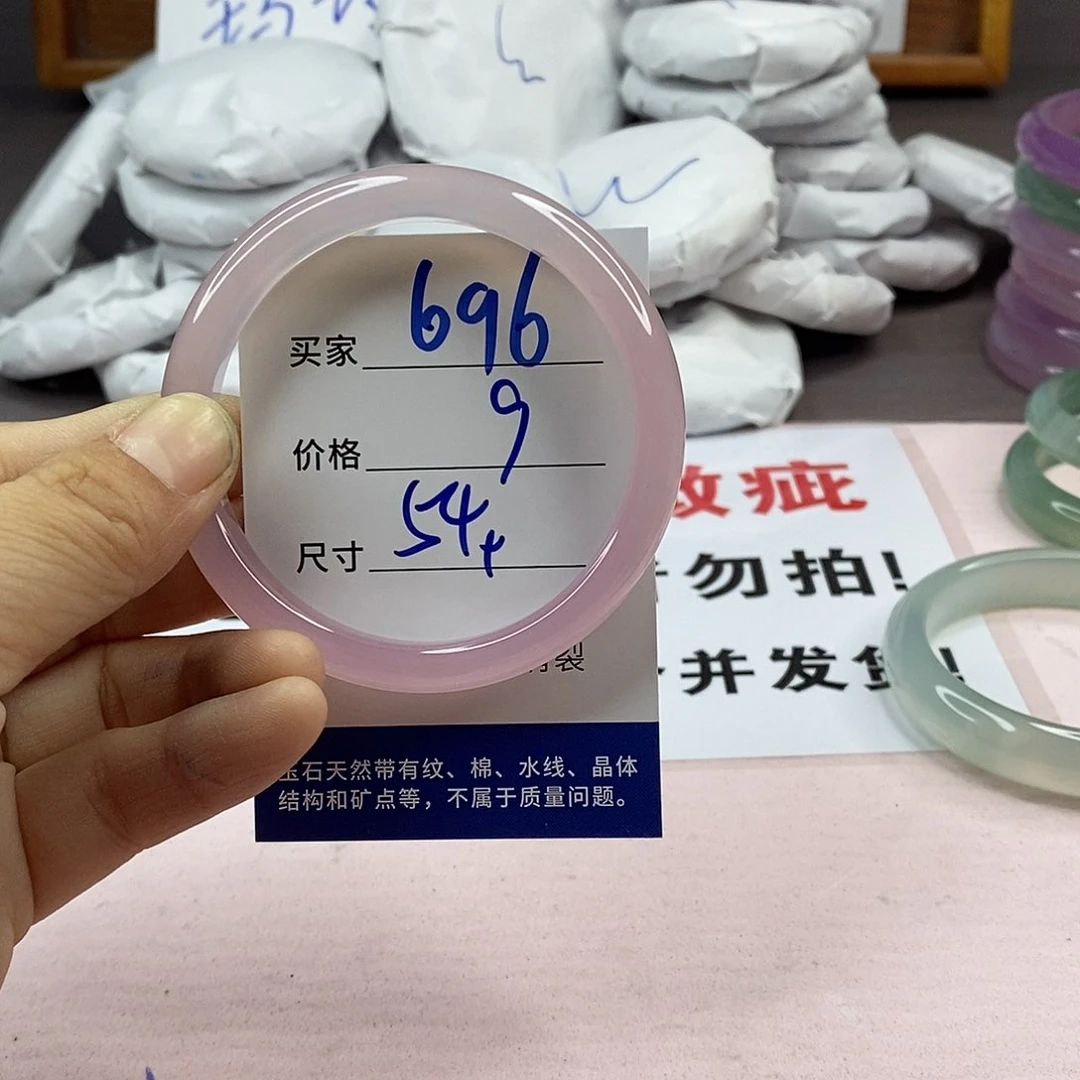 买家 696
价格 9
尺寸 54+
裂
玉石天然带有纹、棉、水线、晶体
结构和矿点等，不属于质量问题。
微疵
勿拍!
并发货!